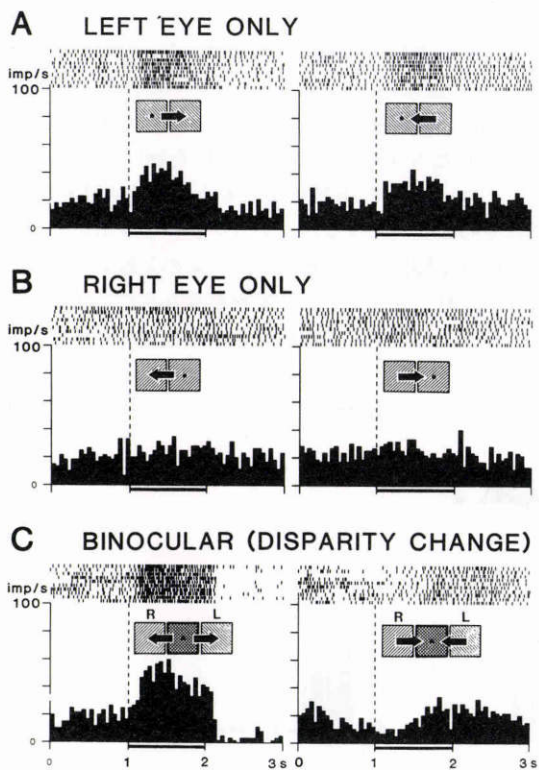 A LEFT EYE ONLY
imp/s
100
0
B RIGHT EYE ONLY
imp/s
100
0
C BINOCULAR (DISPARITY CHANGE)
imp/s
100
R L R L
0
0 1 2 3 s 0 1 2 3 s